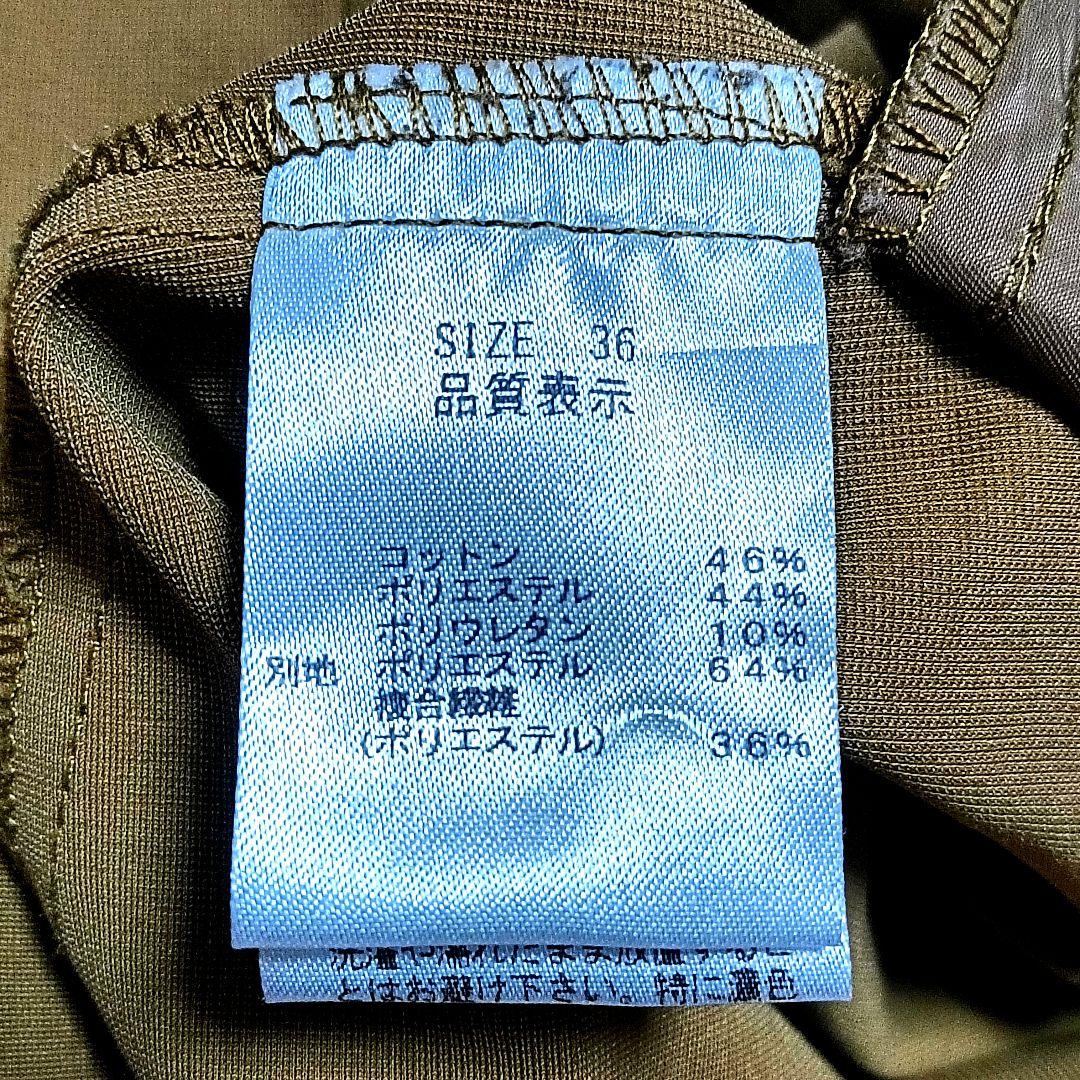 SIZE 36
品質表示
コットン 46%
ポリエステル 44%
ポリウレタン 10%
別地 ポリエステル 64%
複合繊維
(ポリエステル) 36%
とはお避け下さい。特に濃色